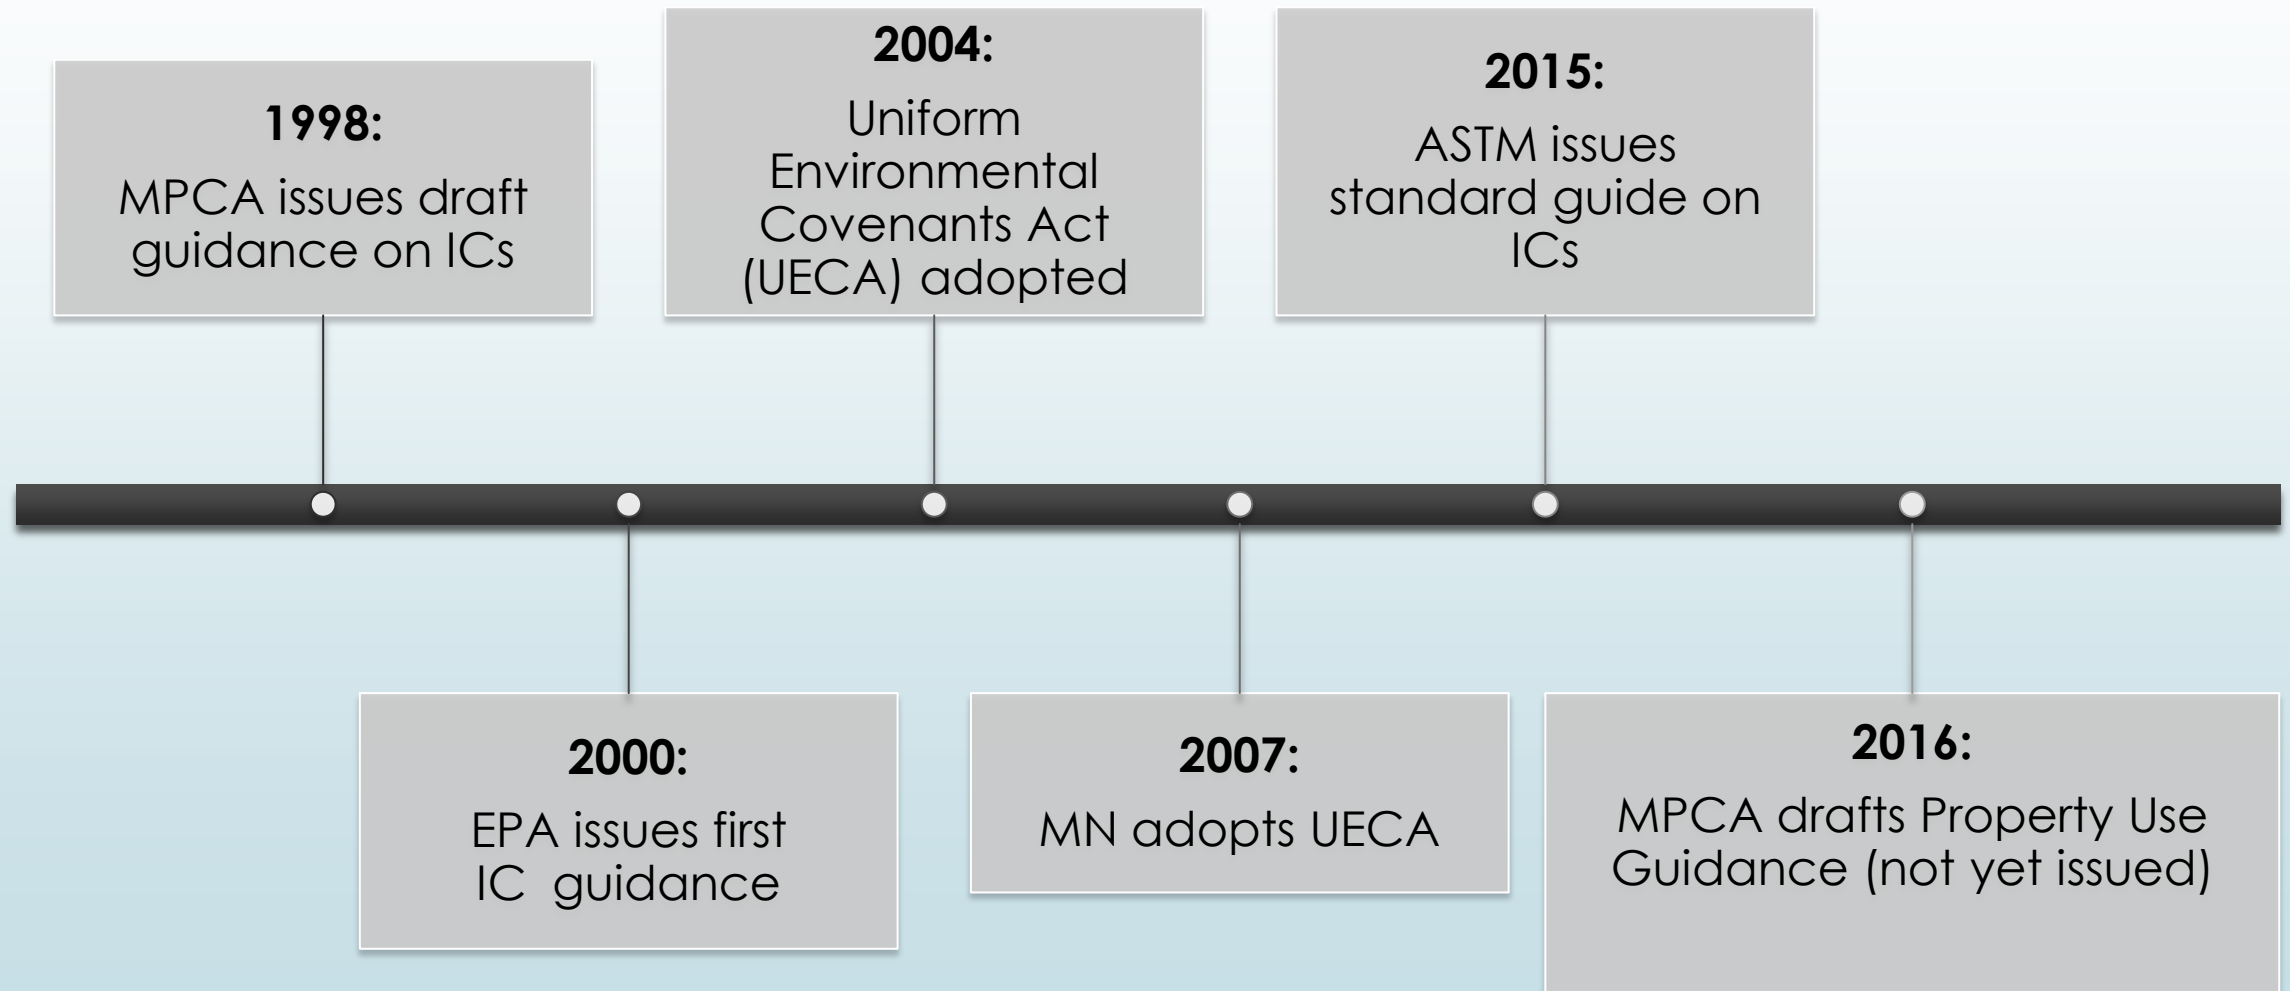 1998:
MPCA issues draft
guidance on ICs
2000:
EPA issues first
IC  guidance
2004:
Uniform
Environmental
Covenants Act
(UECA) adopted
2007:
MN adopts UECA
2015:
ASTM issues
standard guide on
ICs
2016:
MPCA drafts Property Use
Guidance (not yet issued)